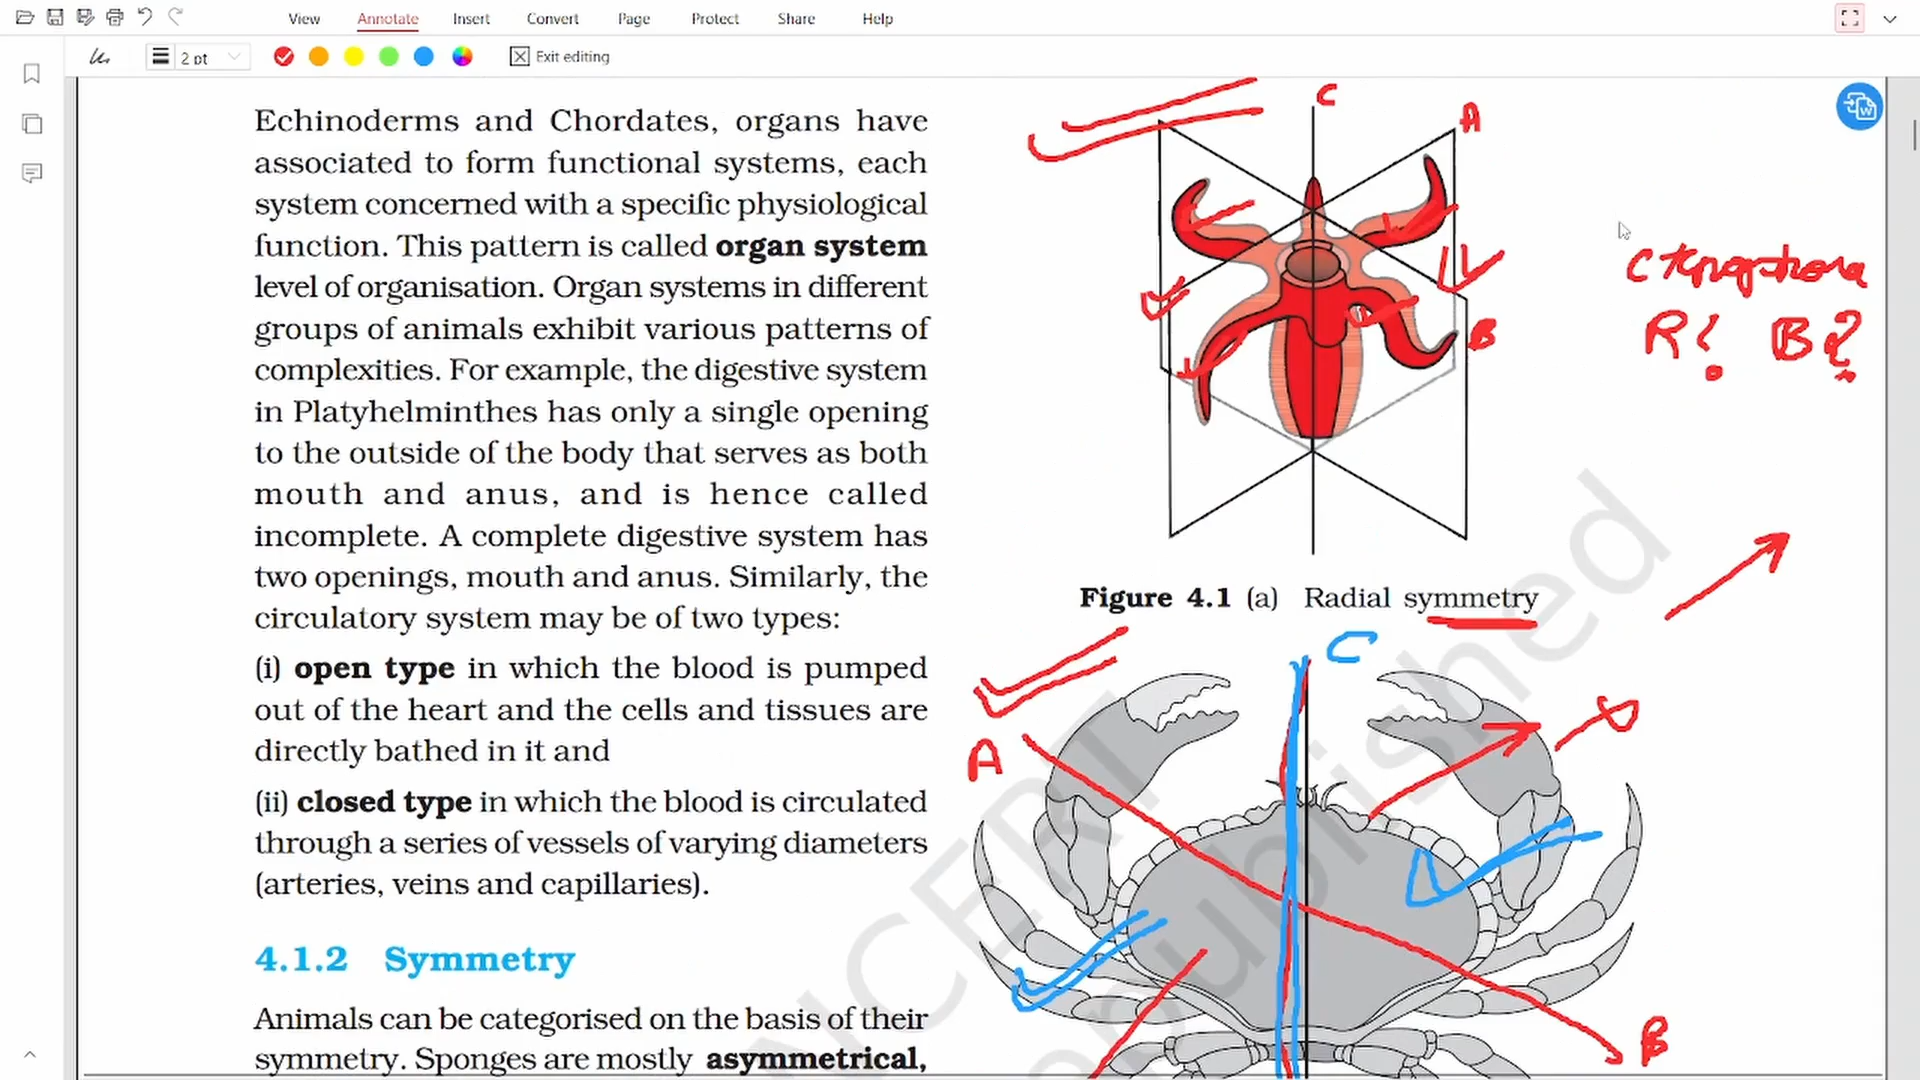 View Annotate Insert Convert Page Protect Share Help
2 pt Exit editing
Echinoderms and Chordates, organs have
associated to form functional systems, each
system concerned with a specific physiological
function. This pattern is called organ system
level of organisation. Organ systems in different
groups of animals exhibit various patterns of
complexities. For example, the digestive system
in Platyhelminthes has only a single opening
to the outside of the body that serves as both
mouth and anus, and is hence called
incomplete. A complete digestive system has
two openings, mouth and anus. Similarly, the
circulatory system may be of two types:
(i) open type in which the blood is pumped
out of the heart and the cells and tissues are
directly bathed in it and
(ii) closed type in which the blood is circulated
through a series of vessels of varying diameters
(arteries, veins and capillaries).
4.1.2 Symmetry
Animals can be categorised on the basis of their
symmetry. Sponges are mostly asymmetrical,
C
A
B
R? B?
Figure 4.1 (a) Radial symmetry
C
A
B
NCERT
published